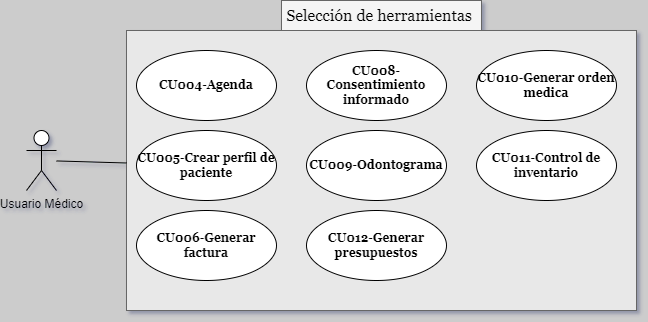 Selección de herramientas
CU004-Agenda
CU008-
Consentimiento
informado
CU010-Generar orden
medica
CU005-Crear perfil de
paciente
CU009-Odontograma
CU011-Control de
inventario
Usuario Médico
CU006-Generar
factura
CU012-Generar
presupuestos